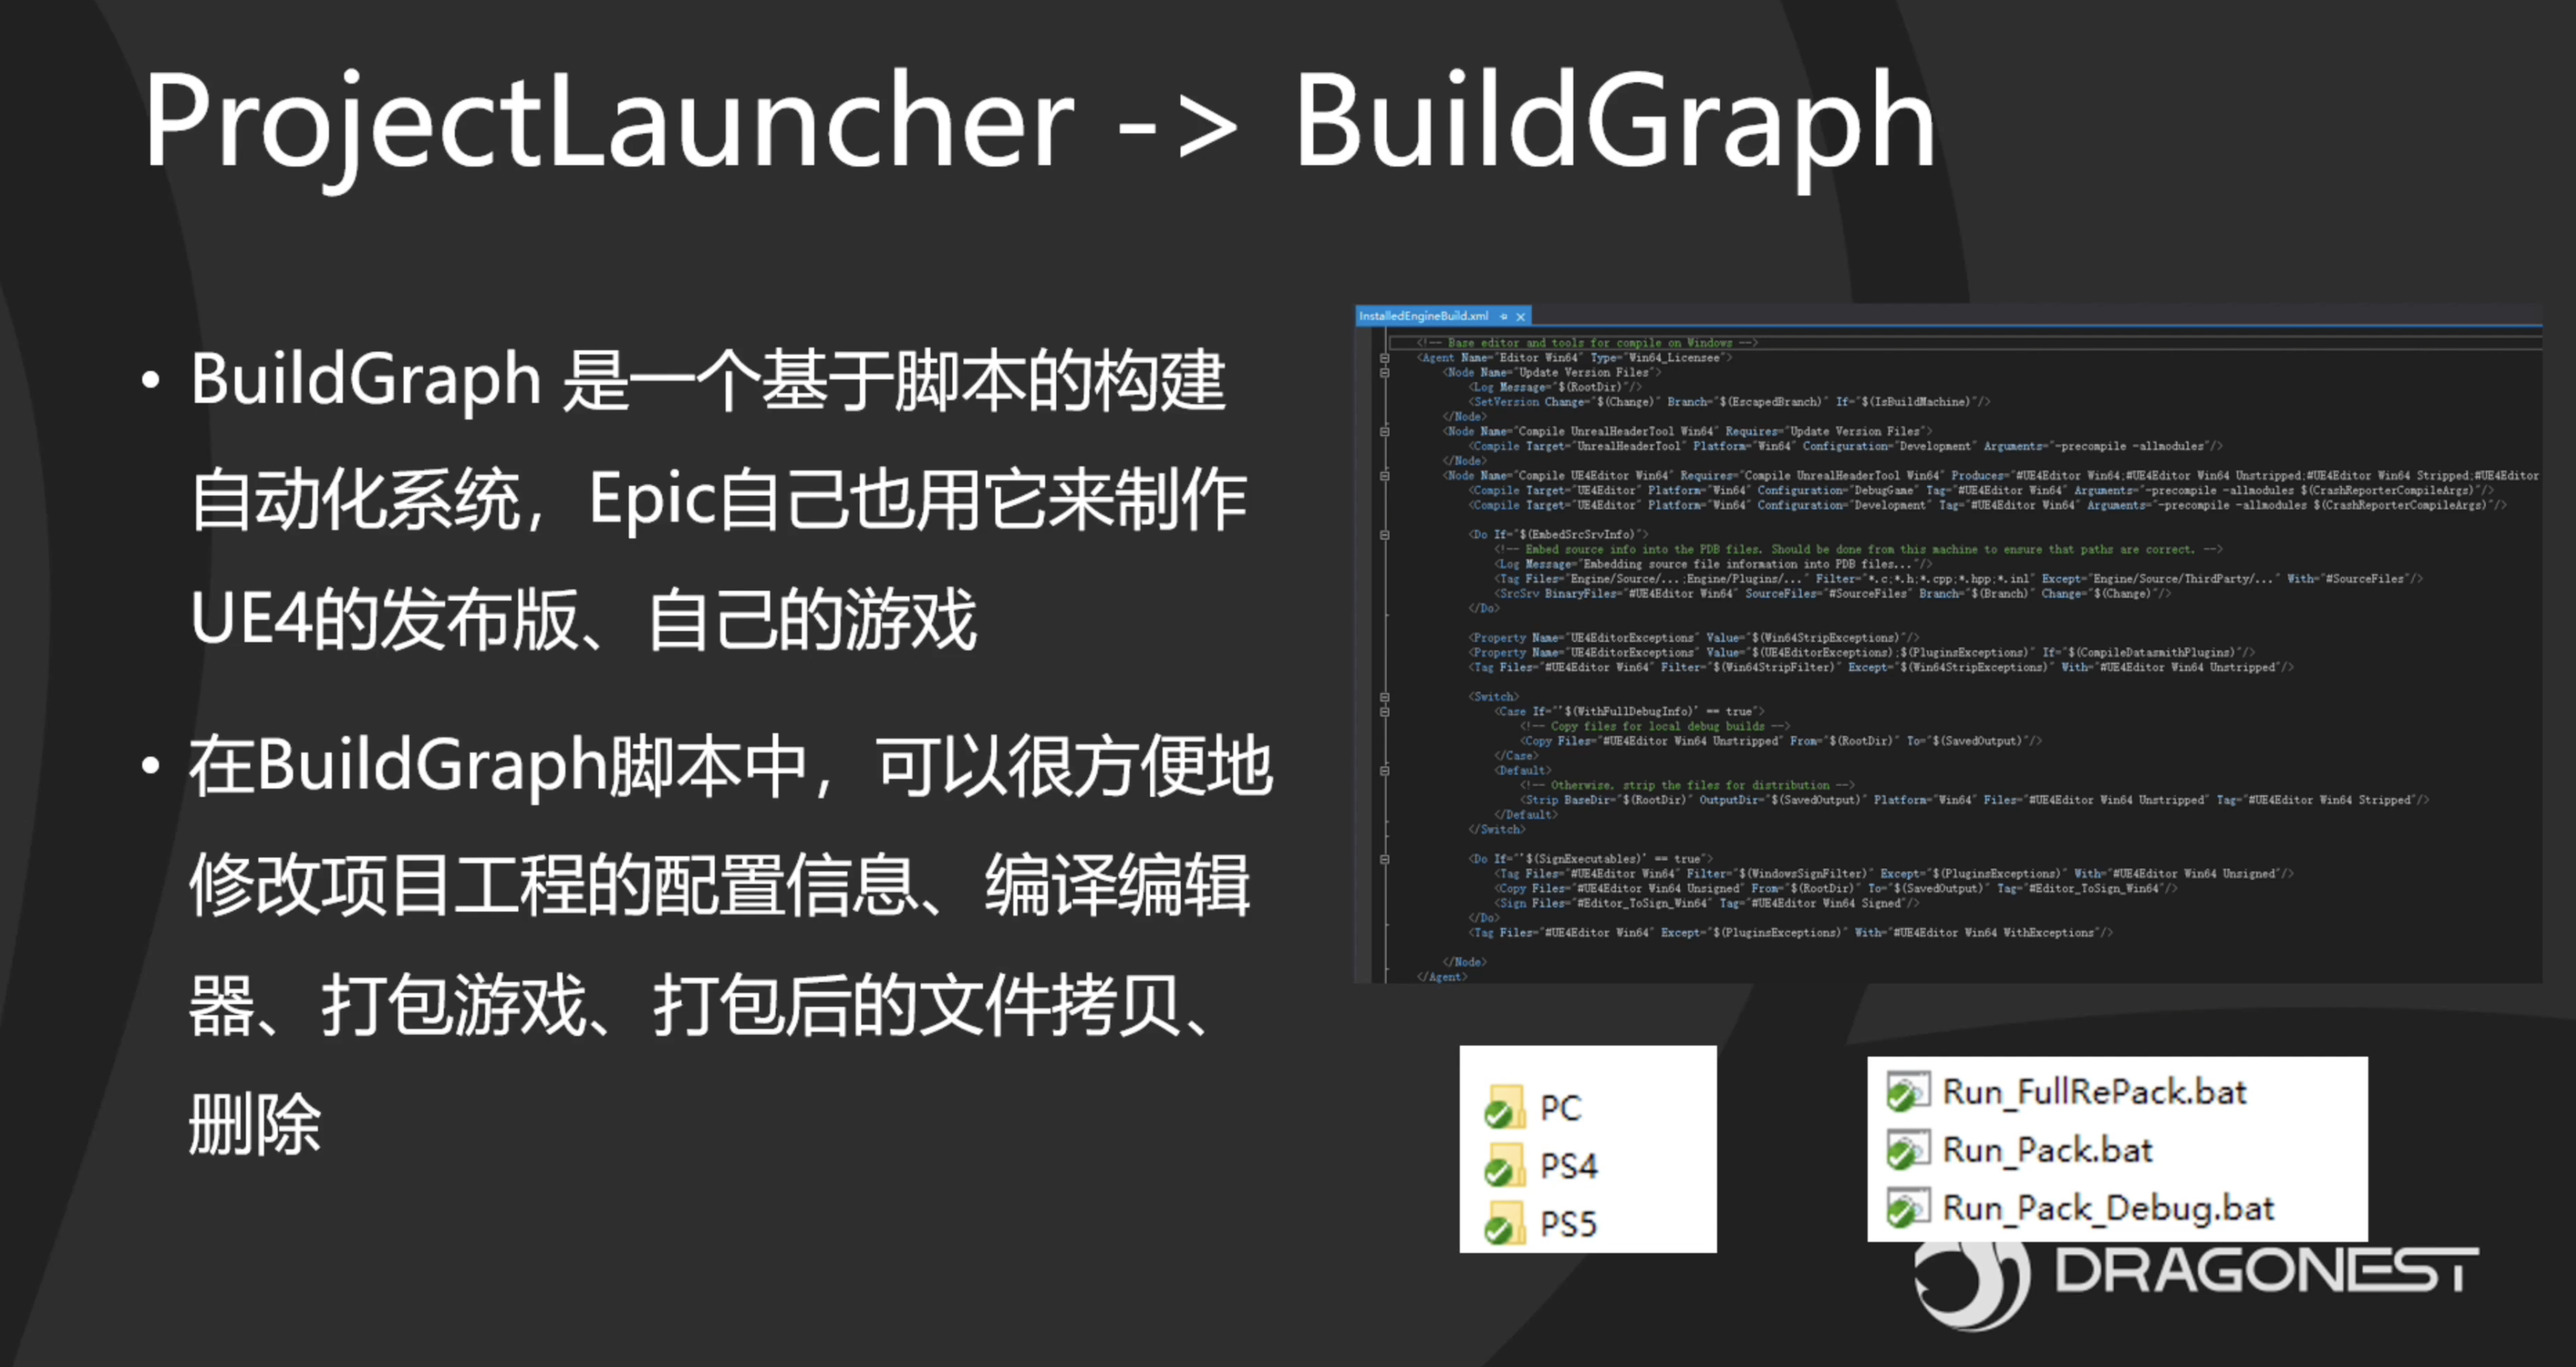 ProjectLauncher -> BuildGraph
• BuildGraph 是一个基于脚本的构建
自动化系统，Epic自己也用它来制作
UE4的发布版、自己的游戏
• 在BuildGraph脚本中，可以很方便地
修改项目工程的配置信息、编译编辑
器、打包游戏、打包后的文件拷贝、
删除
InstalledEngineBuild.xml
<!-- Base editor and tools for compile on Windows -->
<Agent Name="Editor Win64" Type="Win64_Licensee">
<Node Name="Update Version Files">
<Log Message="$(RootDir)"/>
<SetVersion Change="$(Change)" Branch="$(EscapedBranch)" If="$(IsBuildMachine)"/>
</Node>
<Node Name="Compile UnrealHeaderTool Win64" Requires="Update Version Files">
<Compile Target="UnrealHeaderTool" Platform="Win64" Configuration="Development" Arguments="-precompile -allmodules"/>
</Node>
<Node Name="Compile UE4Editor Win64" Requires="Compile UnrealHeaderTool Win64" Produces="#UE4Editor Win64;#UE4Editor Win64 Unstripped;#UE4Editor Win64 Stripped;#UE4Editor
<Compile Target="UE4Editor" Platform="Win64" Configuration="DebugGame" Tag="#UE4Editor Win64" Arguments="-precompile -allmodules $(CrashReporterCompileArgs)"/>
<Compile Target="UE4Editor" Platform="Win64" Configuration="Development" Tag="#UE4Editor Win64" Arguments="-precompile -allmodules $(CrashReporterCompileArgs)"/>
<Do If="$(EmbedSrcSrvInfo)">
<!-- Embed source info into the PDB files. Should be done from this machine to ensure that paths are correct. -->
<Log Message="Embedding source file information into PDB files..."/>
<Tag Files="Engine/Source/...;Engine/Plugins/..." Filter="*.c;*.h;*.cpp;*.hpp;*.inl" Except="Engine/Source/ThirdParty/..." With="#SourceFiles"/>
<SrcSrv BinaryFiles="#UE4Editor Win64" SourceFiles="#SourceFiles" Branch="$(Branch)" Change="$(Change)"/>
</Do>
<Property Name="UE4EditorExceptions" Value="$(Win64StripExceptions)"/>
<Property Name="UE4EditorExceptions" Value="$(UE4EditorExceptions);$(PluginsExceptions)" If="$(CompileDatasmithPlugins)"/>
<Tag Files="#UE4Editor Win64" Filter="$(Win64StripFilter)" Except="$(Win64StripExceptions)" With="#UE4Editor Win64 Unstripped"/>
<Switch>
<Case If="'$(WithFullDebugInfo)' == true">
<!-- Copy files for local debug builds -->
<Copy Files="#UE4Editor Win64 Unstripped" From="$(RootDir)" To="$(SavedOutput)"/>
</Case>
<Default>
<!-- Otherwise, strip the files for distribution -->
<Strip BaseDir="$(RootDir)" OutputDir="$(SavedOutput)" Platform="Win64" Files="#UE4Editor Win64 Unstripped" Tag="#UE4Editor Win64 Stripped"/>
</Default>
</Switch>
<Do If="'$(SignExecutables)' == true">
<Tag Files="#UE4Editor Win64" Filter="$(WindowsSignFilter)" Except="$(PluginsExceptions)" With="#UE4Editor Win64 Unsigned"/>
<Copy Files="#UE4Editor Win64 Unsigned" From="$(RootDir)" To="$(SavedOutput)" Tag="#Editor_ToSign_Win64"/>
<Sign Files="#Editor_ToSign_Win64" Tag="#UE4Editor Win64 Signed"/>
</Do>
<Tag Files="#UE4Editor Win64" Except="$(PluginsExceptions)" With="#UE4Editor Win64 WithExceptions"/>
</Node>
</Agent>
PC
PS4
PS5
Run_FullRePack.bat
Run_Pack.bat
Run_Pack_Debug.bat
DRAGONEST